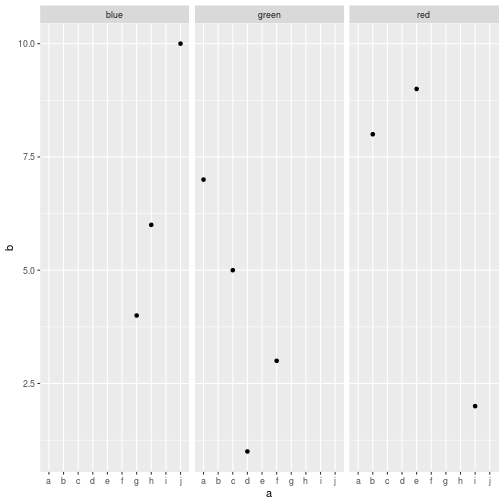 blue green red
10.0
7.5
5.0
2.5
b
a b c d e f g h i j a b c d e f g h i j a b c d e f g h i j
a